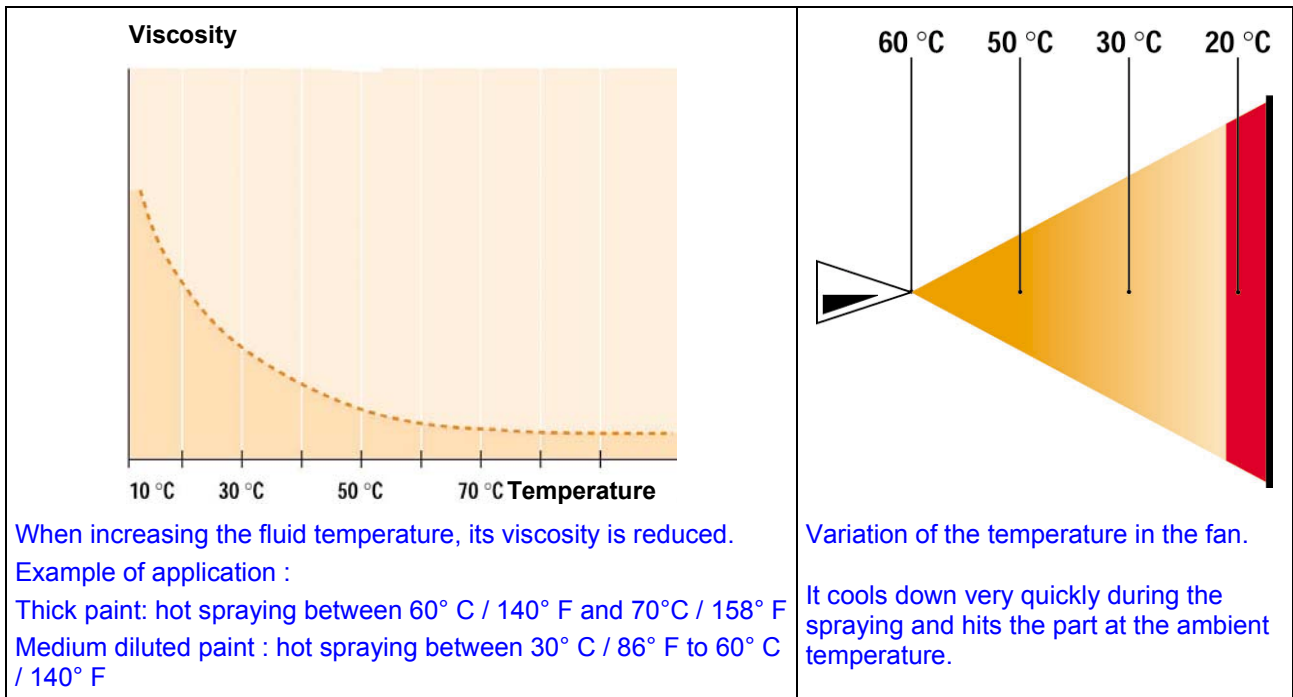 Viscosity
10 °C 30 °C 50 °C 70 °C Temperature
When increasing the fluid temperature, its viscosity is reduced.
Example of application :
Thick paint: hot spraying between 60° C / 140° F and 70°C / 158° F
Medium diluted paint : hot spraying between 30° C / 86° F to 60° C
/ 140° F
60 °C 50 °C 30 °C 20 °C
Variation of the temperature in the fan.
It cools down very quickly during the
spraying and hits the part at the ambient
temperature.